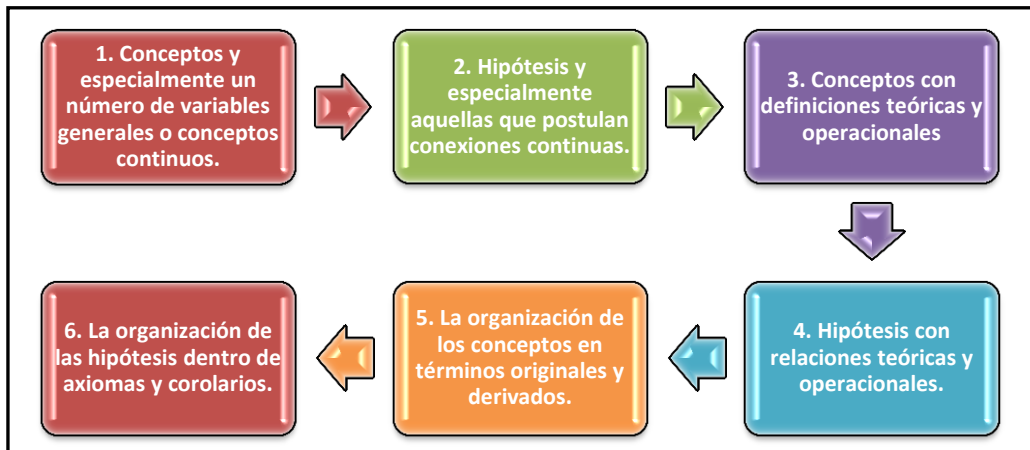 1. Conceptos y
especialmente un
número de variables
generales o conceptos
continuos.
2. Hipótesis y
especialmente
aquellas que postulan
conexiones continuas.
3. Conceptos con
definiciones teóricas y
operacionales
4. Hipótesis con
relaciones teóricas y
operacionales.
5. La organización de
los conceptos en
términos originales y
derivados.
6. La organización de
las hipótesis dentro de
axiomas y corolarios.